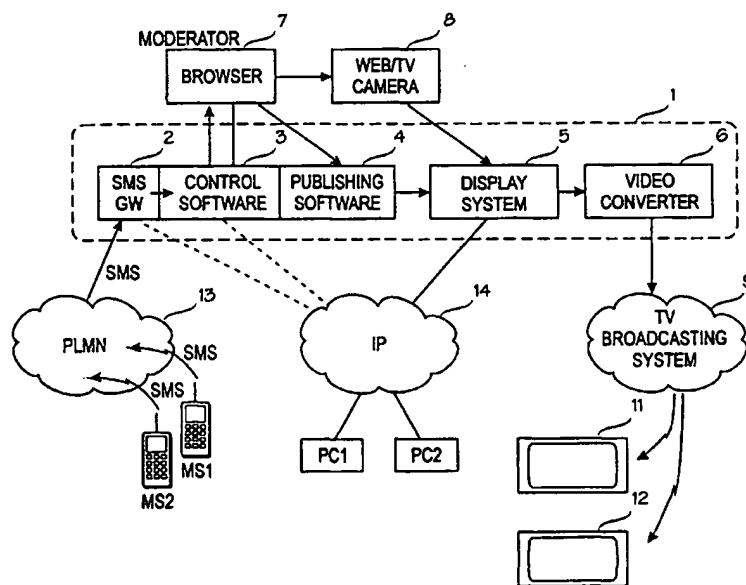 7
8
MODERATOR
BROWSER
WEB/TV
CAMERA
1
2
3
4
5
6
SMS
GW
CONTROL
SOFTWARE
PUBLISHING
SOFTWARE
DISPLAY
SYSTEM
VIDEO
CONVERTER
SMS
13
14
9
PLMN
SMS
SMS
IP
TV
BROADCASTING
SYSTEM
MS1
MS2
PC1
PC2
11
12